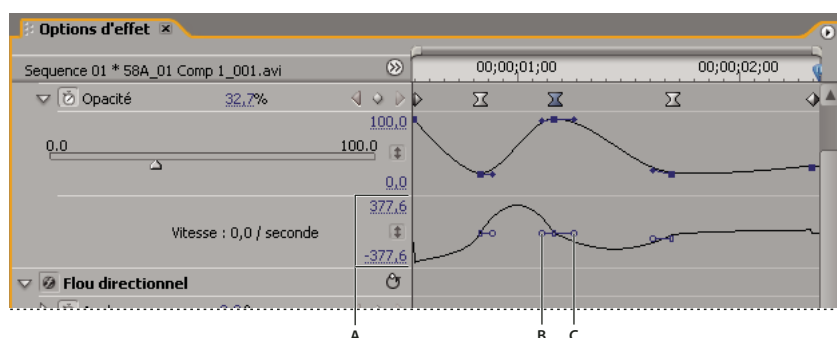 Options d'effet
Sequence 01 * 58A_01 Comp 1_001.avi
00;00;01;00
00;00;02;00
Opacité
32,7%
100,0
0.0
100.0
0,0
377,6
Vitesse : 0,0 / seconde
-377,6
Flou directionnel
A
B
C